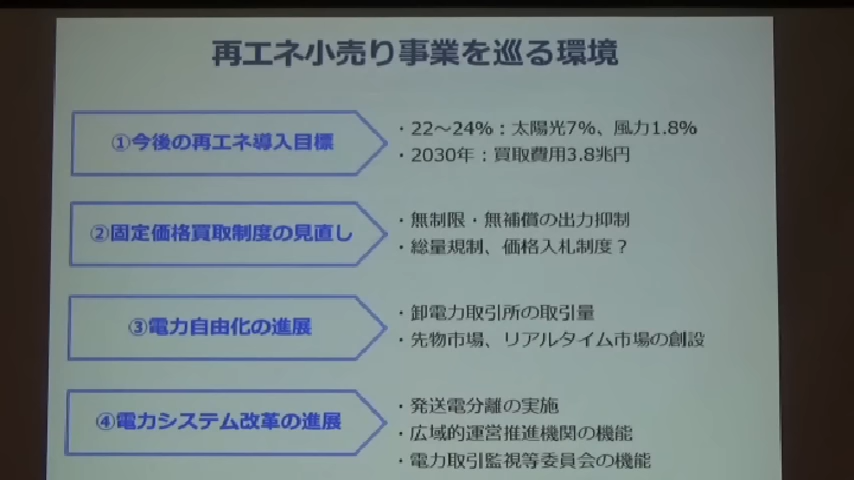 再エネ小売り事業を巡る環境
①今後の再エネ導入目標
・22～24%：太陽光7%、風力1.8%
・2030年：買取費用3.8兆円
②固定価格買取制度の見直し
・無制限・無補償の出力抑制
・総量規制、価格入札制度？
③電力自由化の進展
・卸電力取引所の取引量
・先物市場、リアルタイム市場の創設
④電力システム改革の進展
・発送電分離の実施
・広域的運営推進機関の機能
・電力取引監視等委員会の機能